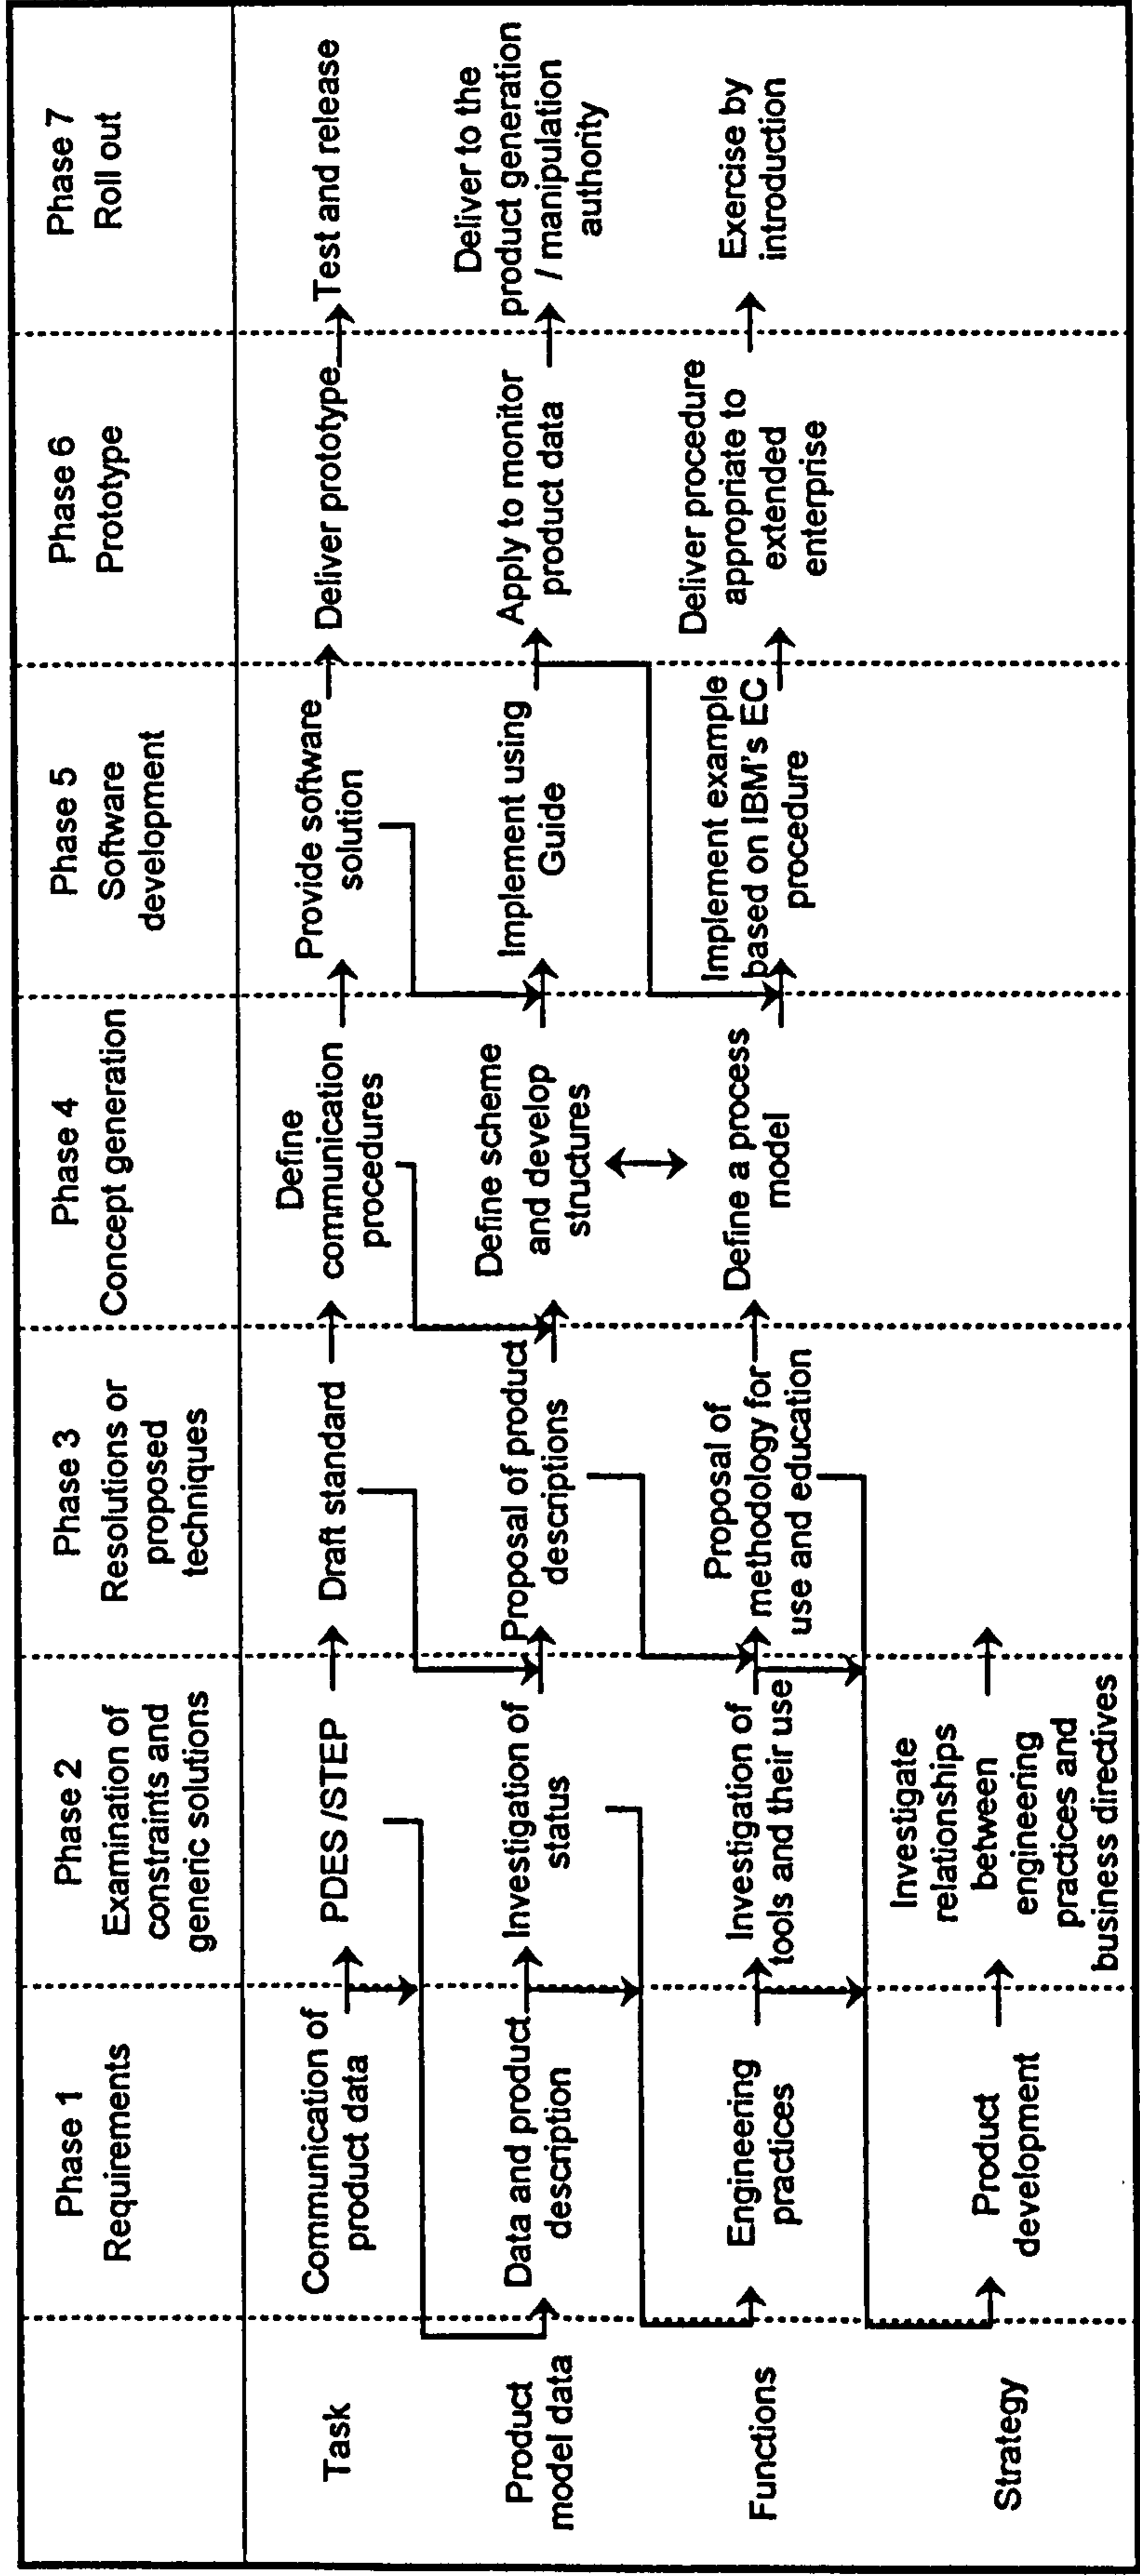 Phase 1
Requirements
Phase 2
Examination of
constraints and
generic solutions
Phase 3
Resolutions or
proposed
techniques
Phase 4
Concept generation
Phase 5
Software
development
Phase 6
Prototype
Phase 7
Roll out
Task
Communication of
product data
PDES /STEP
Draft standard
Define
communication
procedures
Provide software
solution
Deliver prototype
Test and release
Product
model data
Data and product
description
Investigation of
status
Proposal of product
descriptions
Define scheme
and develop
structures
Implement using
Guide
Apply to monitor
product data
Deliver to the
product generation
/ manipulation
authority
Functions
Engineering
practices
Investigation of
tools and their use
Proposal of
methodology for
use and education
Define a process
model
Implement example
based on IBM's EC
procedure
Deliver procedure
appropriate to
extended
enterprise
Exercise by
introduction
Strategy
Product
development
Investigate
relationships
between
engineering
practices and
business directives